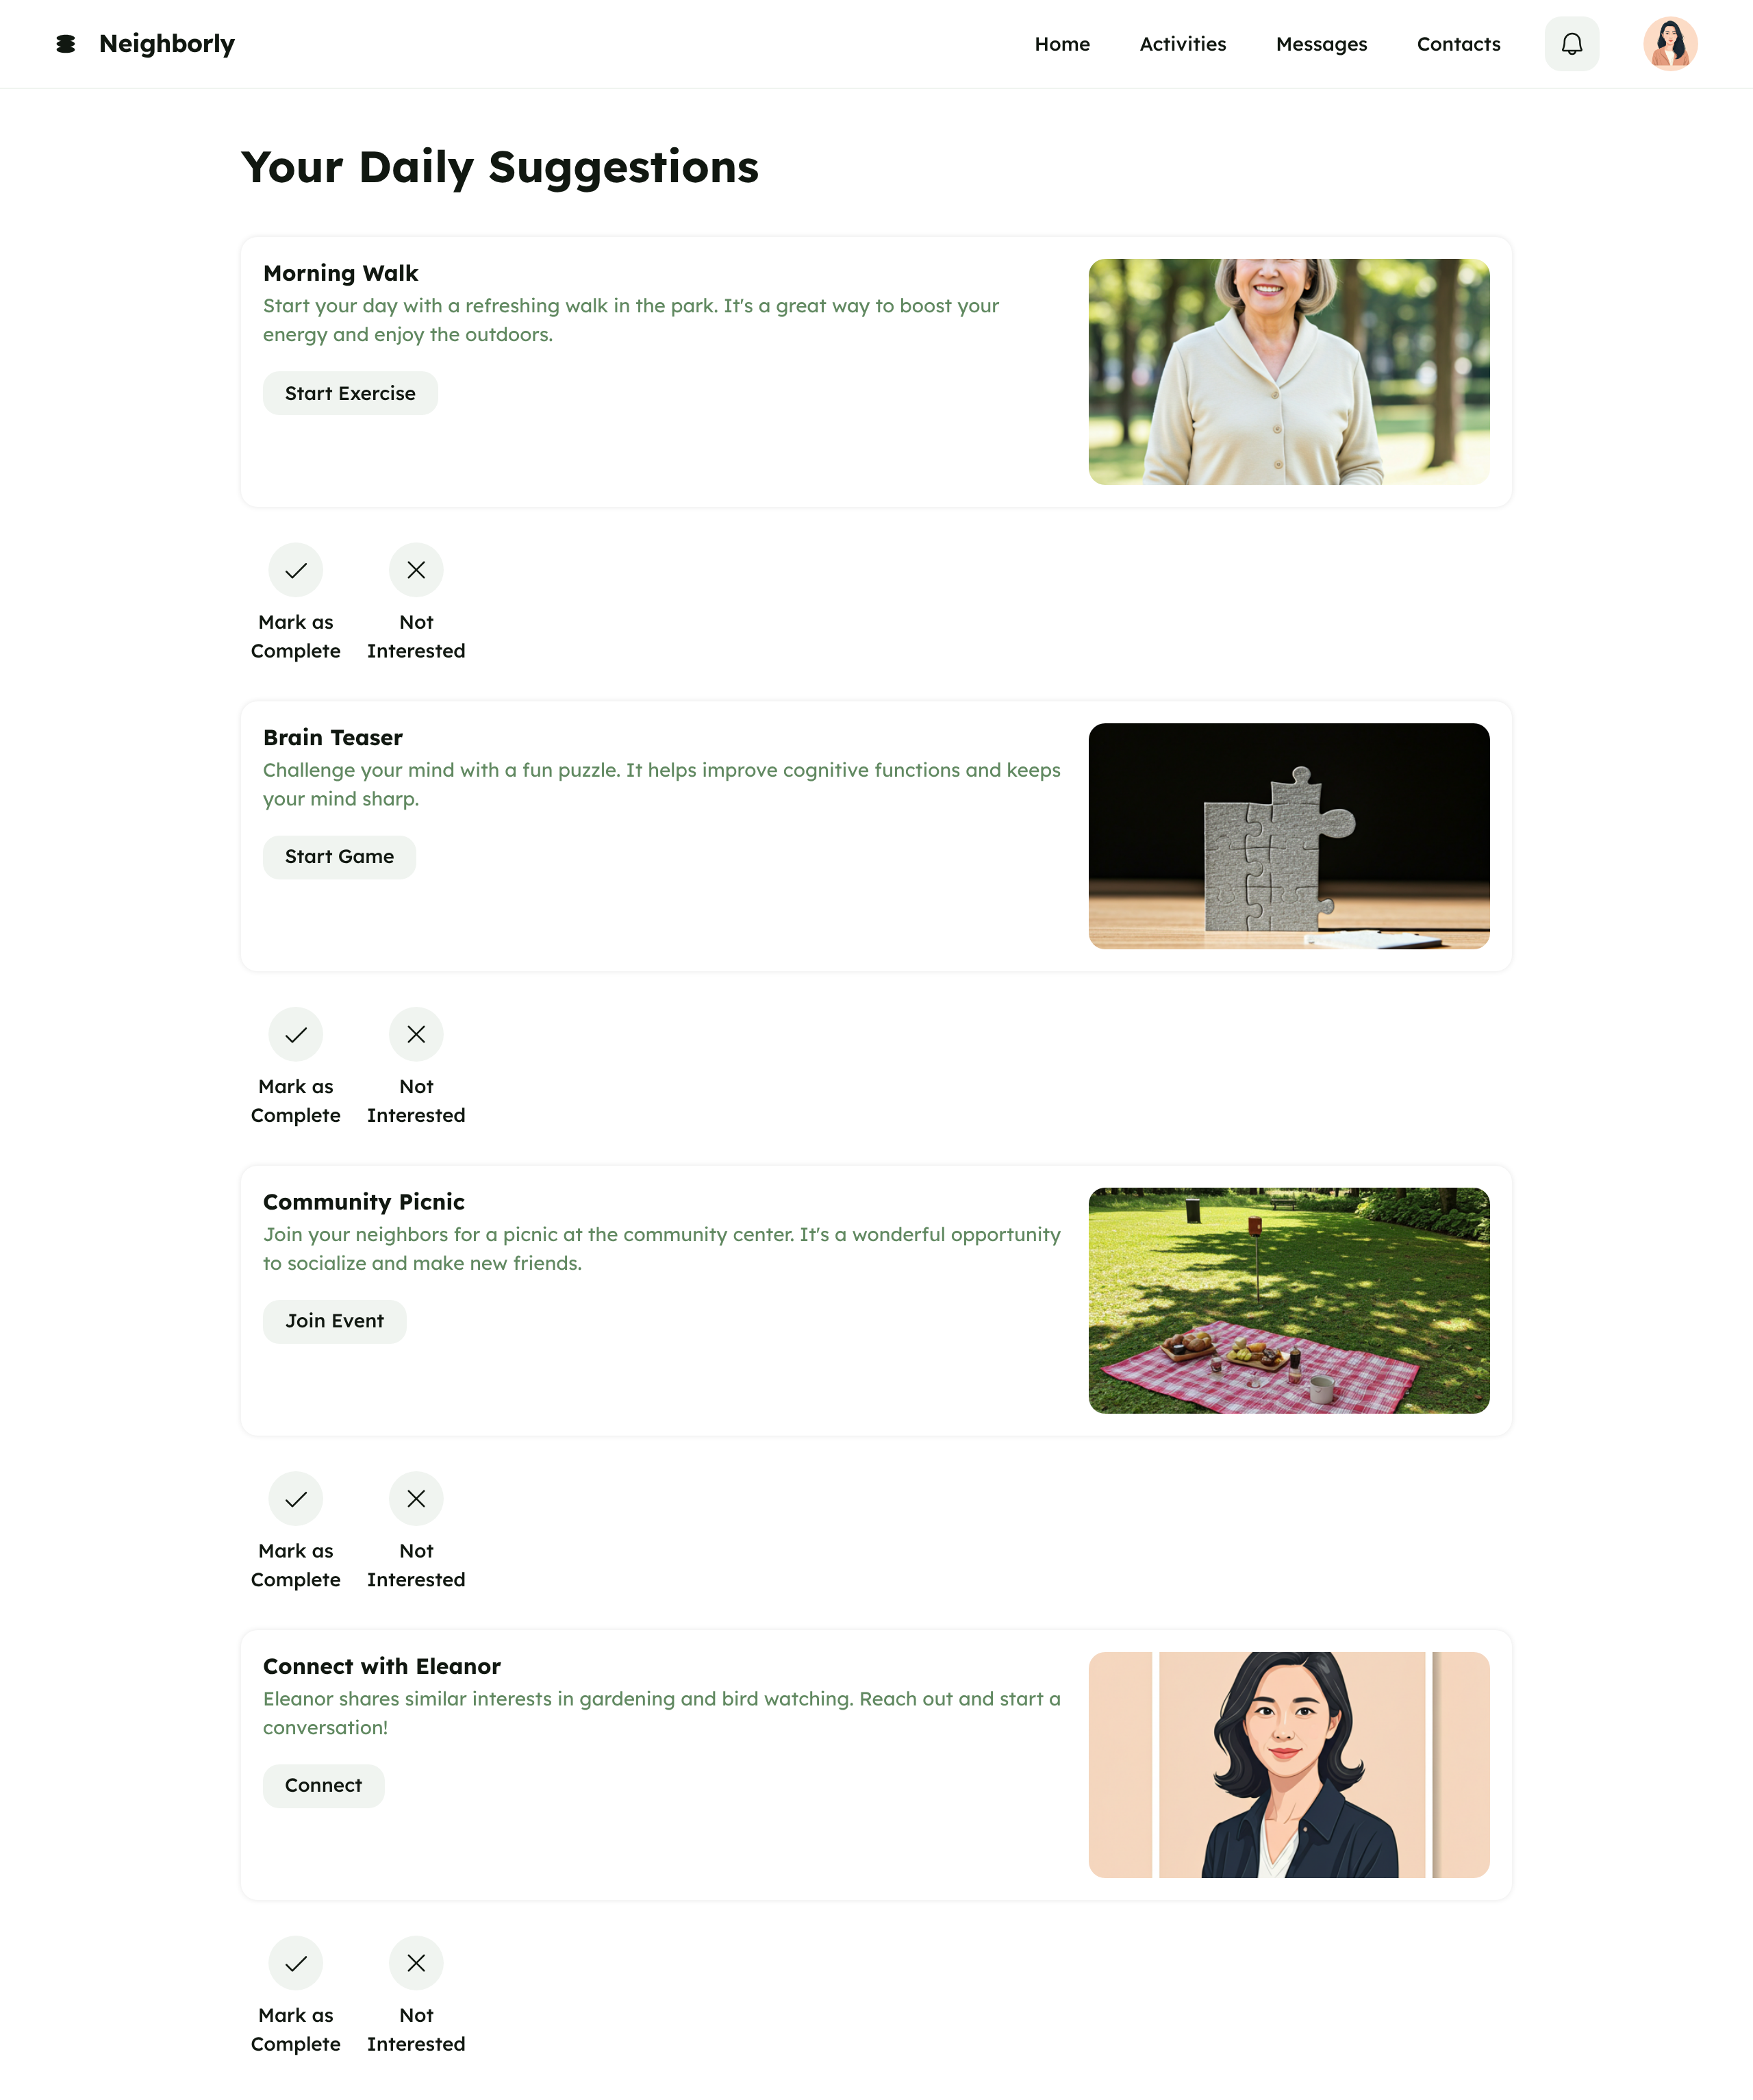 Neighborly
Home
Activities
Messages
Contacts
Your Daily Suggestions
Morning Walk
Start your day with a refreshing walk in the park. It's a great way to boost your
energy and enjoy the outdoors.
Start Exercise
Mark as
Complete
Not
Interested
Brain Teaser
Challenge your mind with a fun puzzle. It helps improve cognitive functions and keeps
your mind sharp.
Start Game
Mark as
Complete
Not
Interested
Community Picnic
Join your neighbors for a picnic at the community center. It's a wonderful opportunity
to socialize and make new friends.
Join Event
Mark as
Complete
Not
Interested
Connect with Eleanor
Eleanor shares similar interests in gardening and bird watching. Reach out and start a
conversation!
Connect
Mark as
Complete
Not
Interested